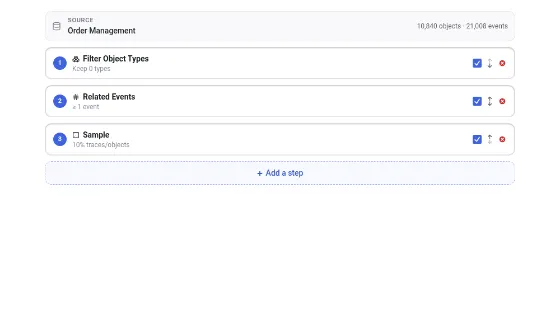 SOURCE
Order Management
10,840 objects · 21,008 events
1
Filter Object Types
Keep 0 types
2
Related Events
≥ 1 event
3
Sample
10% traces/objects
+ Add a step